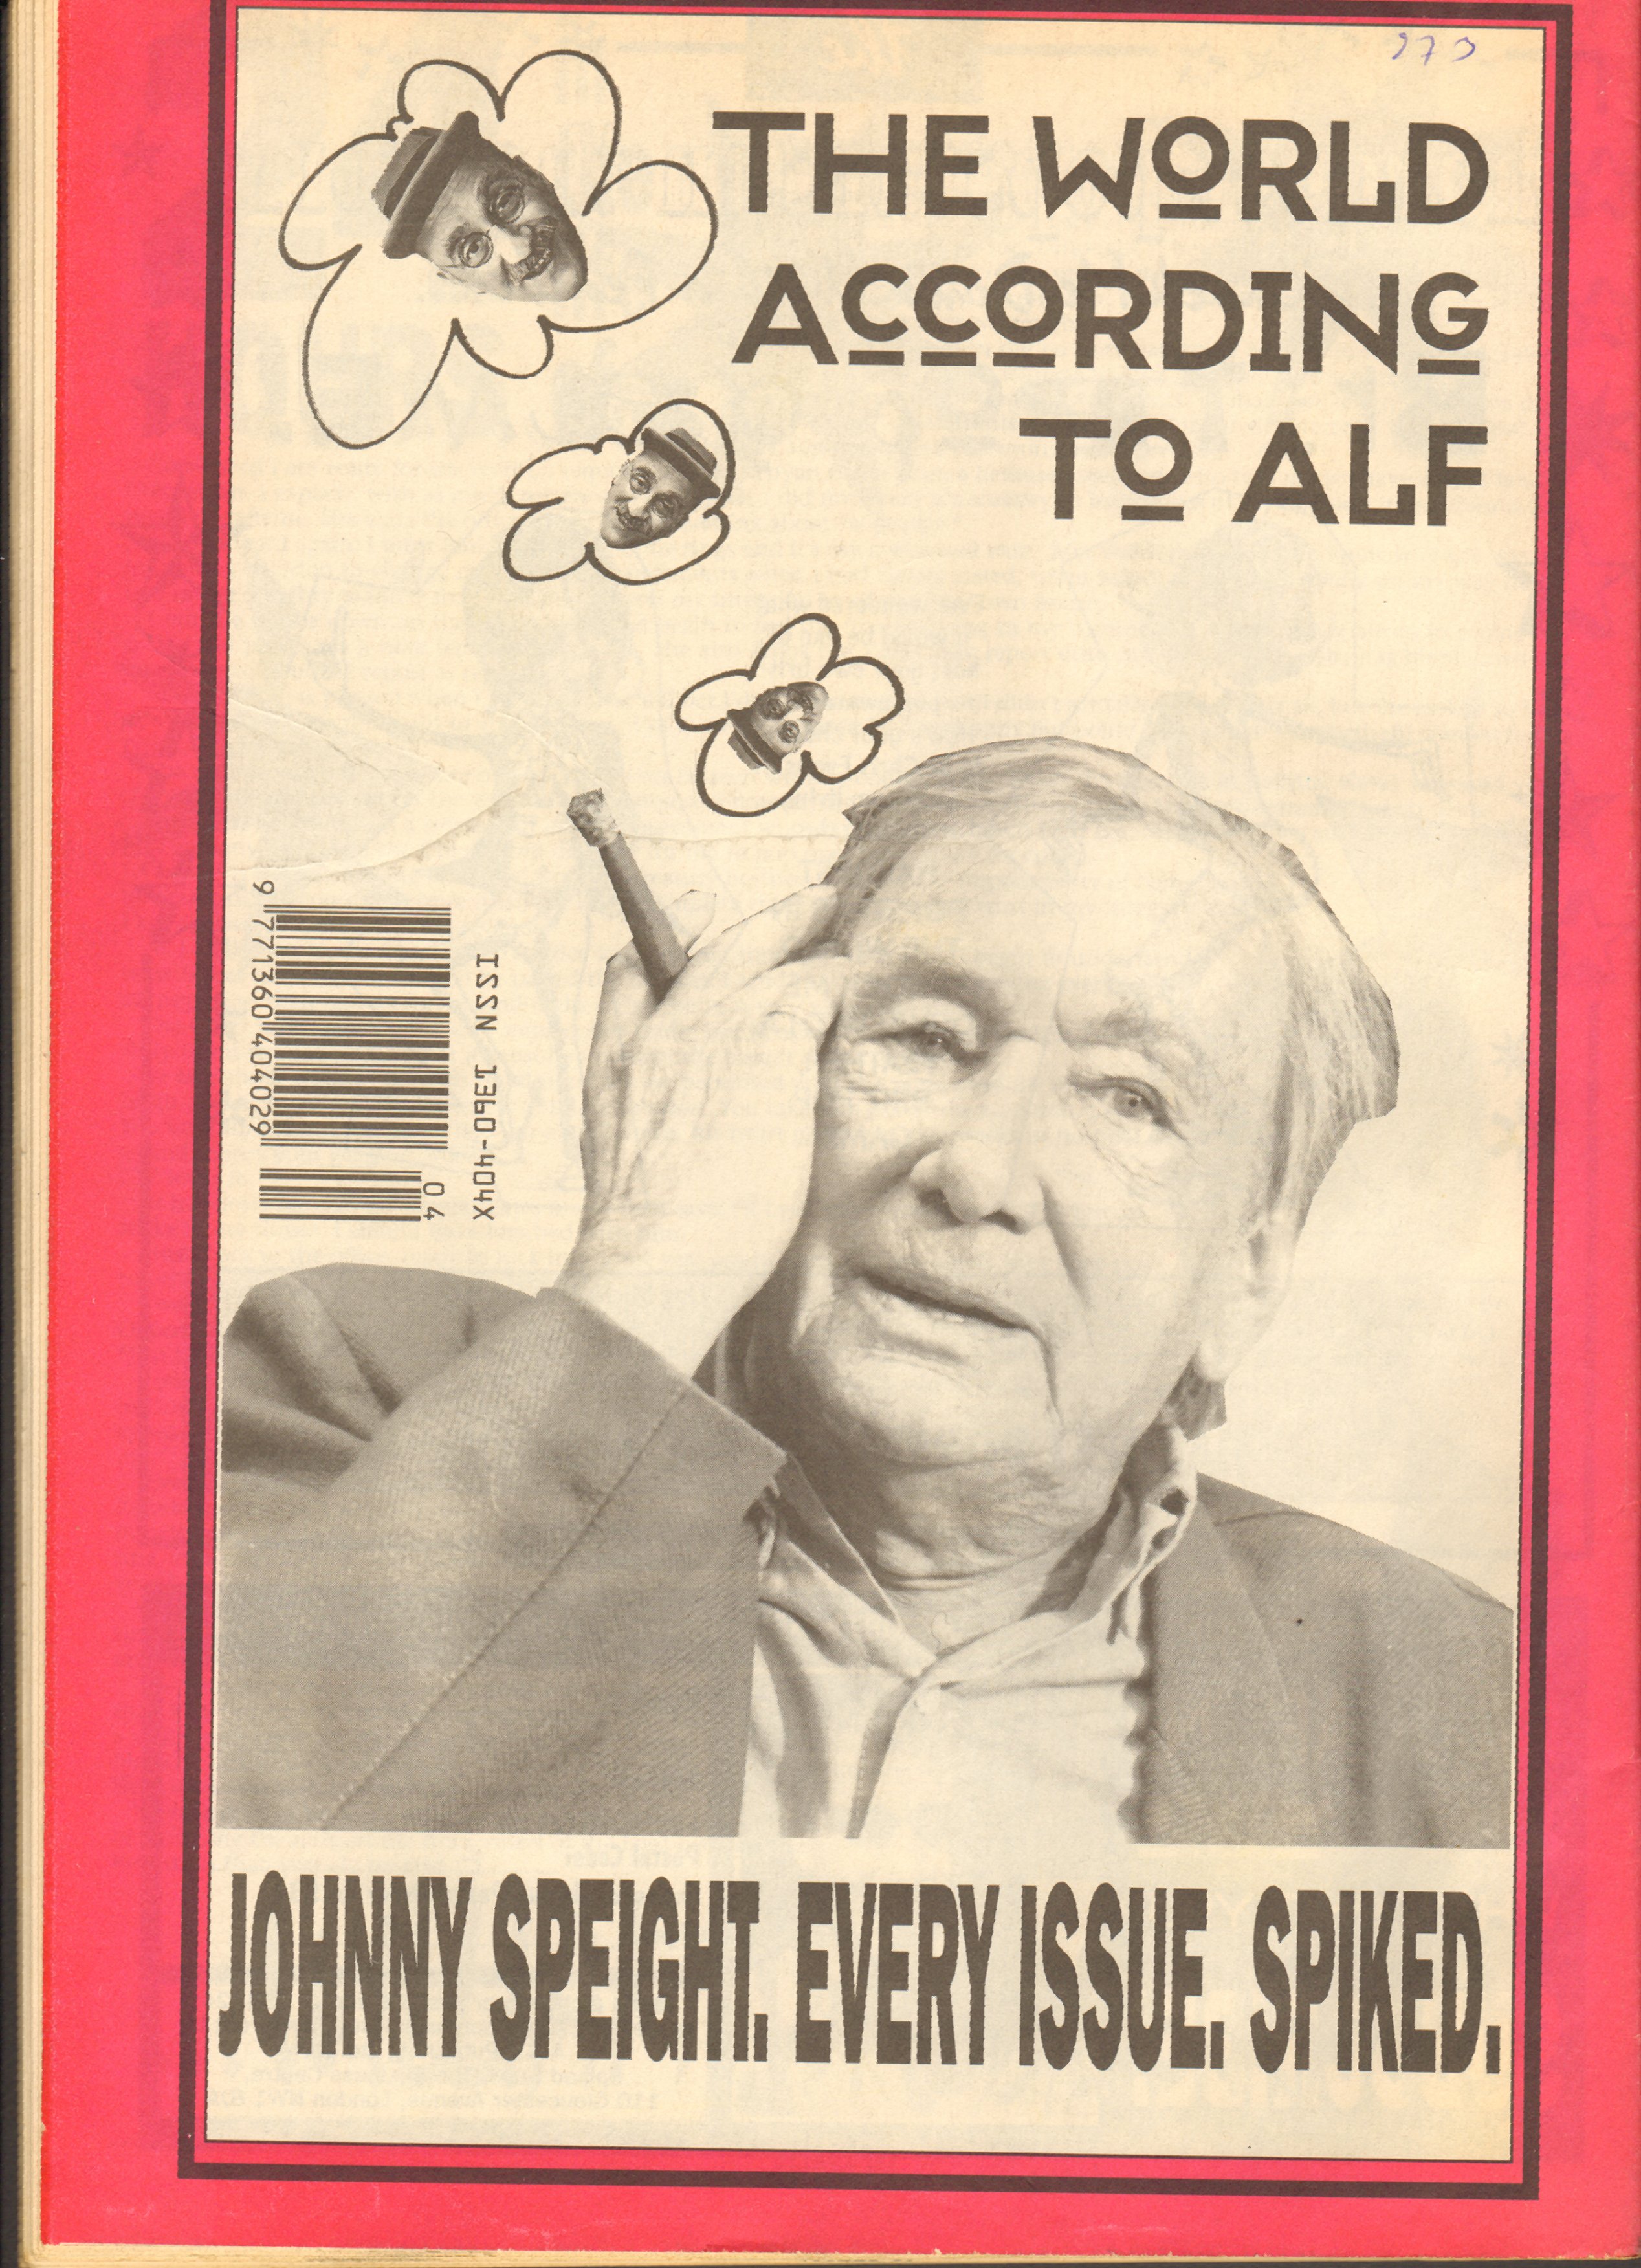 273
THE WORLD
ACCORDING
TO ALF
9 771360 404029
04
ISSN 1360-404X
JOHNNY SPEIGHT. EVERY ISSUE. SPIKED.